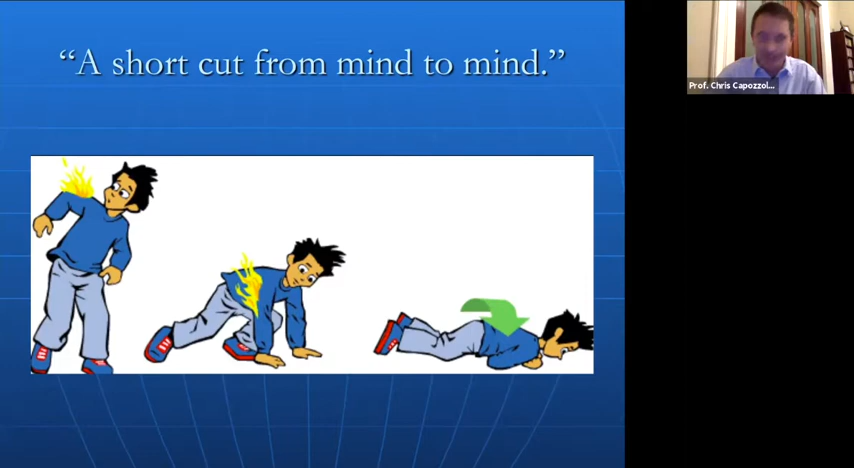 “A short cut from mind to mind.”
Prof. Chris Capozzol...